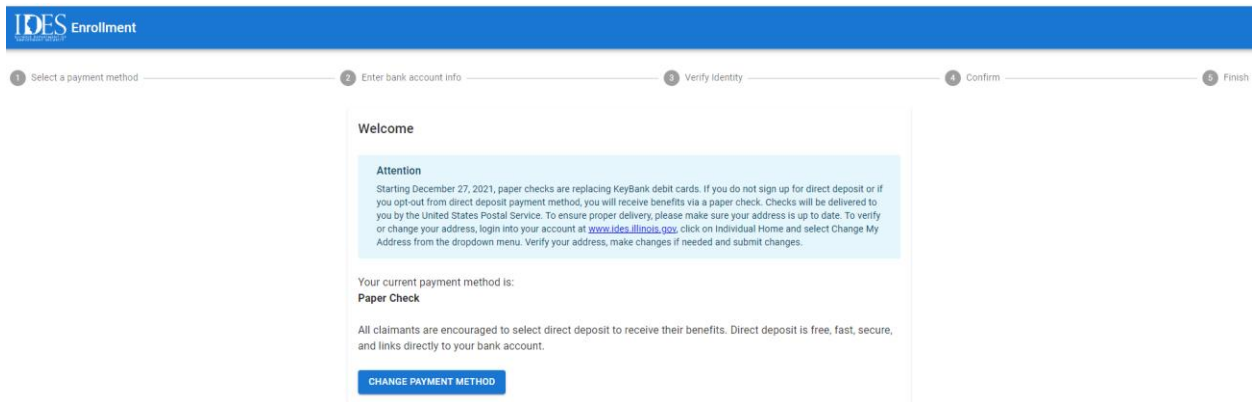 IDES Enrollment
ILLINOIS DEPARTMENT OF
EMPLOYMENT SECURITY
1 Select a payment method
2 Enter bank account info
3 Verify Identity
4 Confirm
5 Finish
Welcome
Attention
Starting December 27, 2021, paper checks are replacing KeyBank debit cards. If you do not sign up for direct deposit or if
you opt-out from direct deposit payment method, you will receive benefits via a paper check. Checks will be delivered to
you by the United States Postal Service. To ensure proper delivery, please make sure your address is up to date. To verify
or change your address, login into your account at www.ides.illinois.gov, click on Individual Home and select Change My
Address from the dropdown menu. Verify your address, make changes if needed and submit changes.
Your current payment method is:
Paper Check
All claimants are encouraged to select direct deposit to receive their benefits. Direct deposit is free, fast, secure,
and links directly to your bank account.
CHANGE PAYMENT METHOD